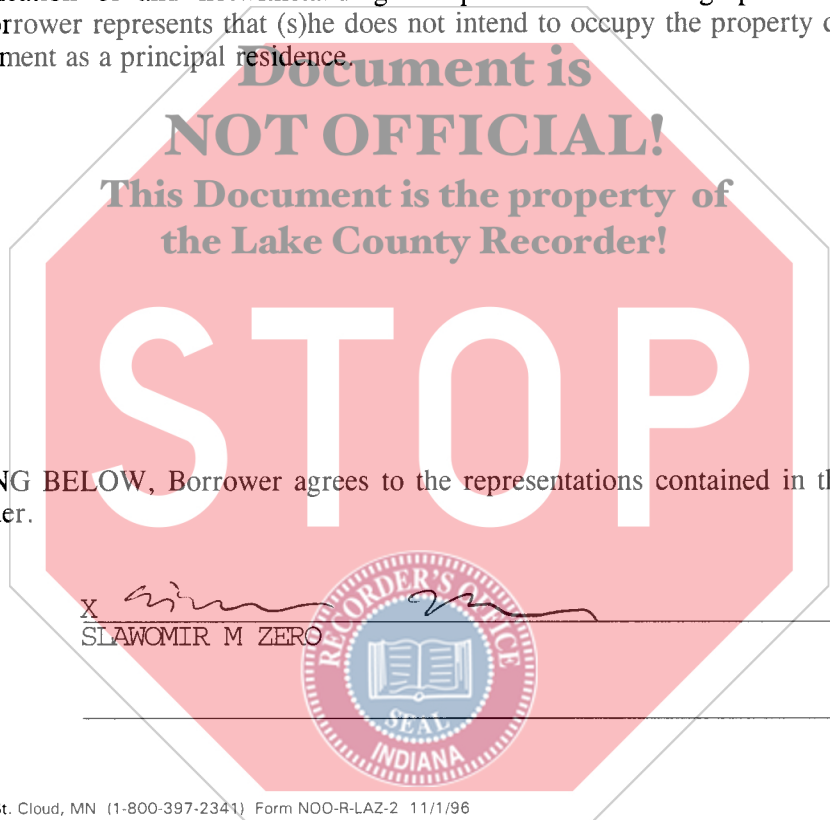 orrower represents that (s)he does not intend to occupy the property
ment as a principal residence.
Document is
NOT OFFICIAL!
This Document is the property of
the Lake County Recorder!
STOP
NG BELOW, Borrower agrees to the representations contained in th
er.
X
SLAWOMIR M ZERO
RECORDER'S OFFICE
SEAL
INDIANA
St. Cloud, MN (1-800-397-2341) Form NOO-R-LAZ-2 11/1/96